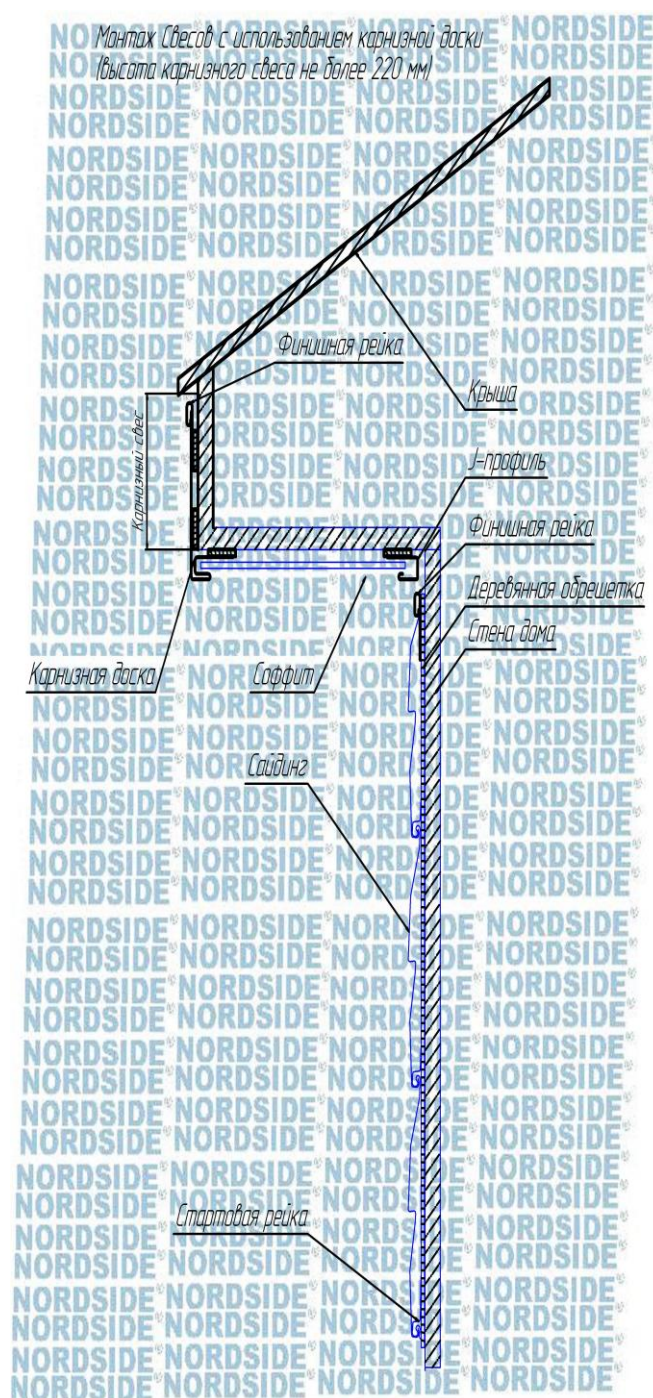 Монтаж Свесов с использованием карнизной доски
(высота карнизного свеса не более 220 мм)
Финишная рейка
Крыша
Карнизный свес
J-профиль
Финишная рейка
Деревянная обрешетка
Стена дома
Карнизная доска
Соффит
Сайдинг
Стартовая рейка
NORDSIDE